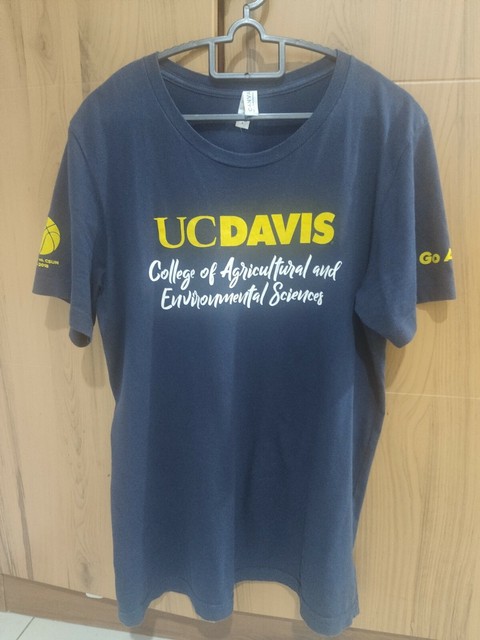 UCDAVIS
College of Agricultural and
Environmental Sciences
Go A